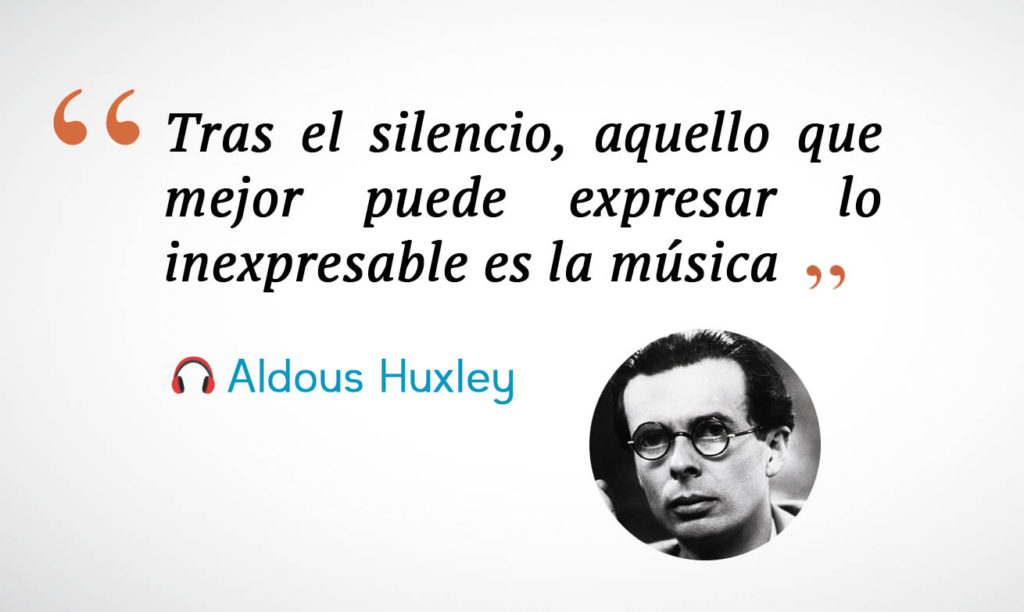 “ Tras el silencio, aquello que
mejor puede expresar lo
inexpresable es la música ”
Aldous Huxley